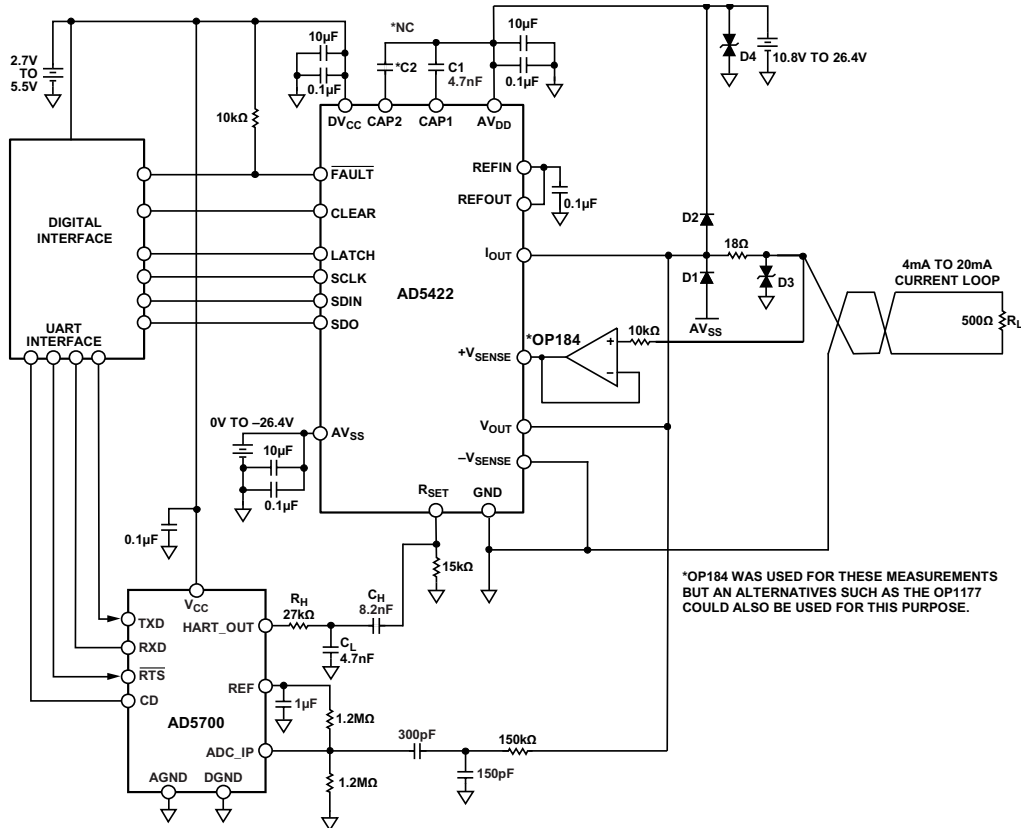 2.7V
TO
5.5V
10kΩ
10µF
0.1µF
*NC
*C2
C1
4.7nF
10µF
0.1µF
D4
10.8V TO 26.4V
DVCC
CAP2
CAP1
AVDD
DIGITAL
INTERFACE
UART
INTERFACE
FAULT
CLEAR
LATCH
SCLK
SDIN
SDO
AD5422
REFIN
REFOUT
0.1µF
IOUT
D2
D1
AVSS
18Ω
D3
4mA TO 20mA
CURRENT LOOP
500Ω
RL
*OP184
10kΩ
+
–
+VSENSE
VOUT
–VSENSE
0V TO –26.4V
AVSS
10µF
0.1µF
RSET
GND
15kΩ
0.1µF
VCC
TXD
RXD
RTS
CD
AD5700
HART_OUT
REF
ADC_IP
AGND
DGND
RH
27kΩ
CH
8.2nF
CL
4.7nF
1µF
1.2MΩ
1.2MΩ
300pF
150kΩ
150pF
*OP184 WAS USED FOR THESE MEASUREMENTS
BUT AN ALTERNATIVES SUCH AS THE OP1177
COULD ALSO BE USED FOR THIS PURPOSE.